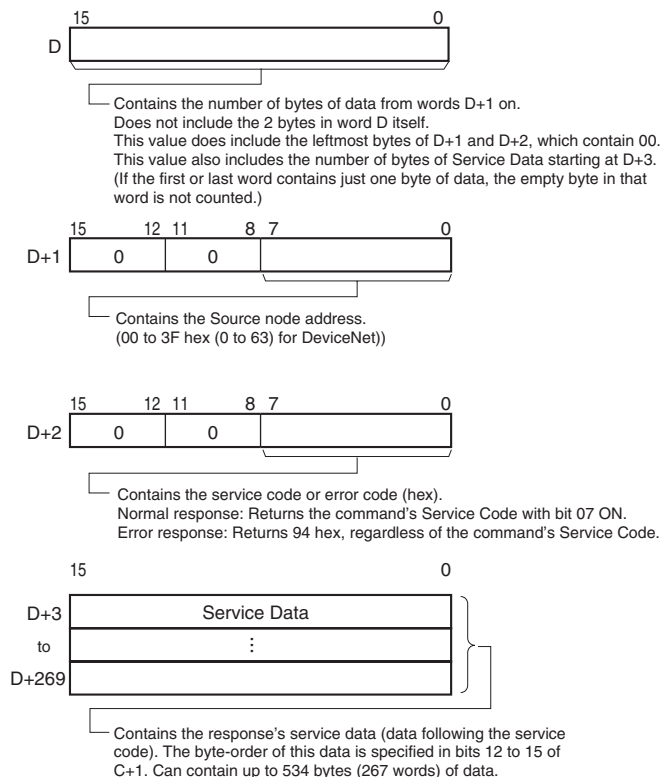 15 0
D
Contains the number of bytes of data from words D+1 on.
Does not include the 2 bytes in word D itself.
This value does include the leftmost bytes of D+1 and D+2, which contain 00.
This value also includes the number of bytes of Service Data starting at D+3.
(If the first or last word contains just one byte of data, the empty byte in that
word is not counted.)
15 12 11 8 7 0
D+1 0 0
Contains the Source node address.
(00 to 3F hex (0 to 63) for DeviceNet))
15 12 11 8 7 0
D+2 0 0
Contains the service code or error code (hex).
Normal response: Returns the command's Service Code with bit 07 ON.
Error response: Returns 94 hex, regardless of the command's Service Code.
15 0
D+3 Service Data
to ⋮
D+269
Contains the response's service data (data following the service
code). The byte-order of this data is specified in bits 12 to 15 of
C+1. Can contain up to 534 bytes (267 words) of data.